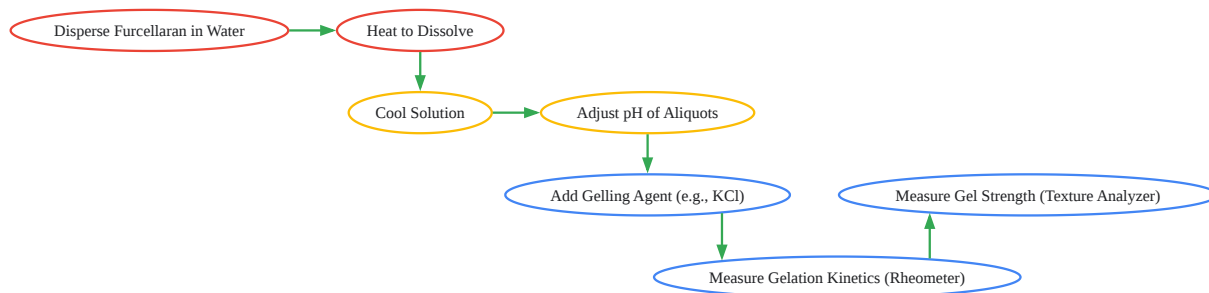 Disperse Furcellaran in Water
Heat to Dissolve
Cool Solution
Adjust pH of Aliquots
Add Gelling Agent (e.g., KCl)
Measure Gel Strength (Texture Analyzer)
Measure Gelation Kinetics (Rheometer)